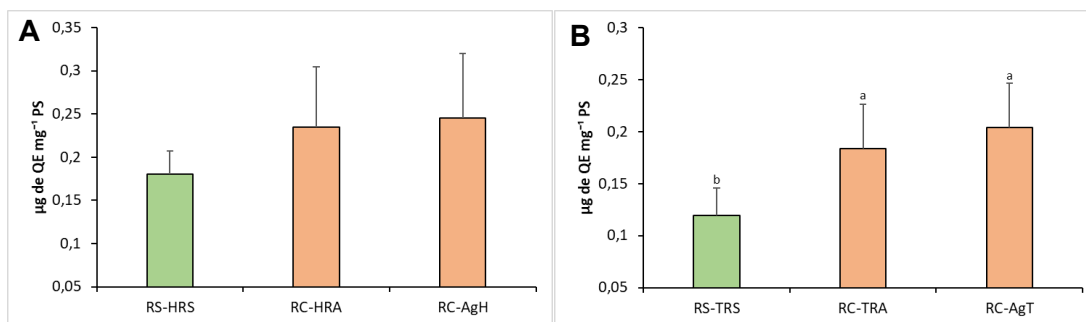 A
µg de QE mg⁻¹ PS
0,35
0,3
0,25
0,2
0,15
0,1
0,05
RS-HRS
RC-HRA
RC-AgH
B
µg de QE mg⁻¹ PS
0,3
0,25
0,2
0,15
0,1
0,05
b
a
a
RS-TRS
RC-TRA
RC-AgT